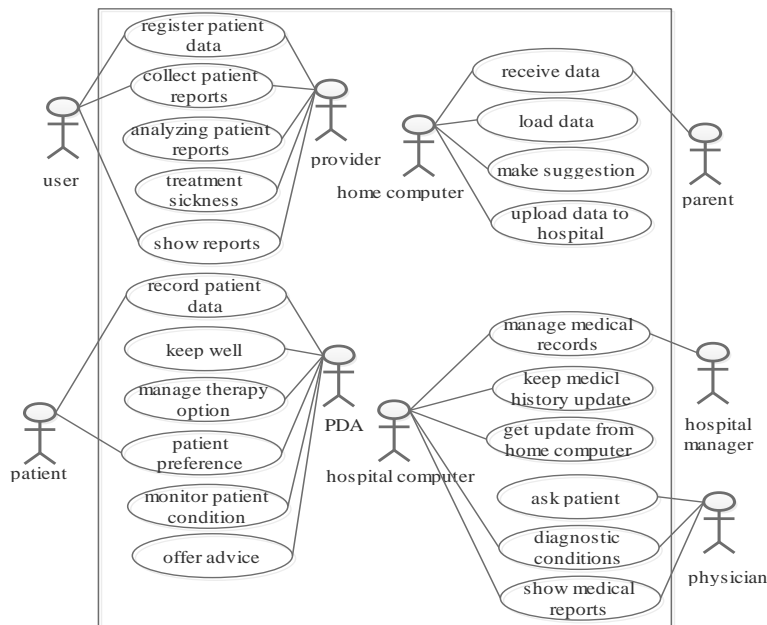 register patient
data
collect patient
reports
analyzing patient
reports
treatment
sickness
show reports
user
provider
receive data
load data
make suggestion
upload data to
hospital
home computer
parent
record patient
data
keep well
manage therapy
option
patient
preference
monitor patient
condition
offer advice
patient
PDA
manage medical
records
keep medicl
history update
get update from
home computer
ask patient
diagnostic
conditions
show medical
reports
hospital computer
hospital
manager
physician